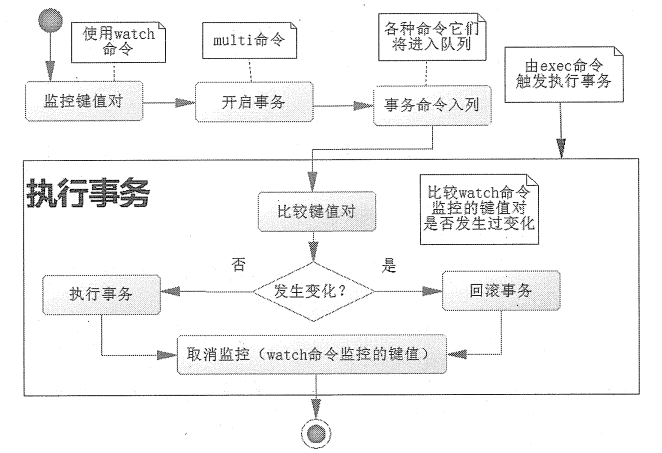 使用watch
命令
multi命令
各种命令它们
将进入队列
由exec命令
触发执行事务
监控键值对
开启事务
事务命令入列
执行事务
比较键值对
比较watch命令
监控的键值对
是否发生过变化
否
是
执行事务
发生变化?
回滚事务
取消监控（watch命令监控的键值）